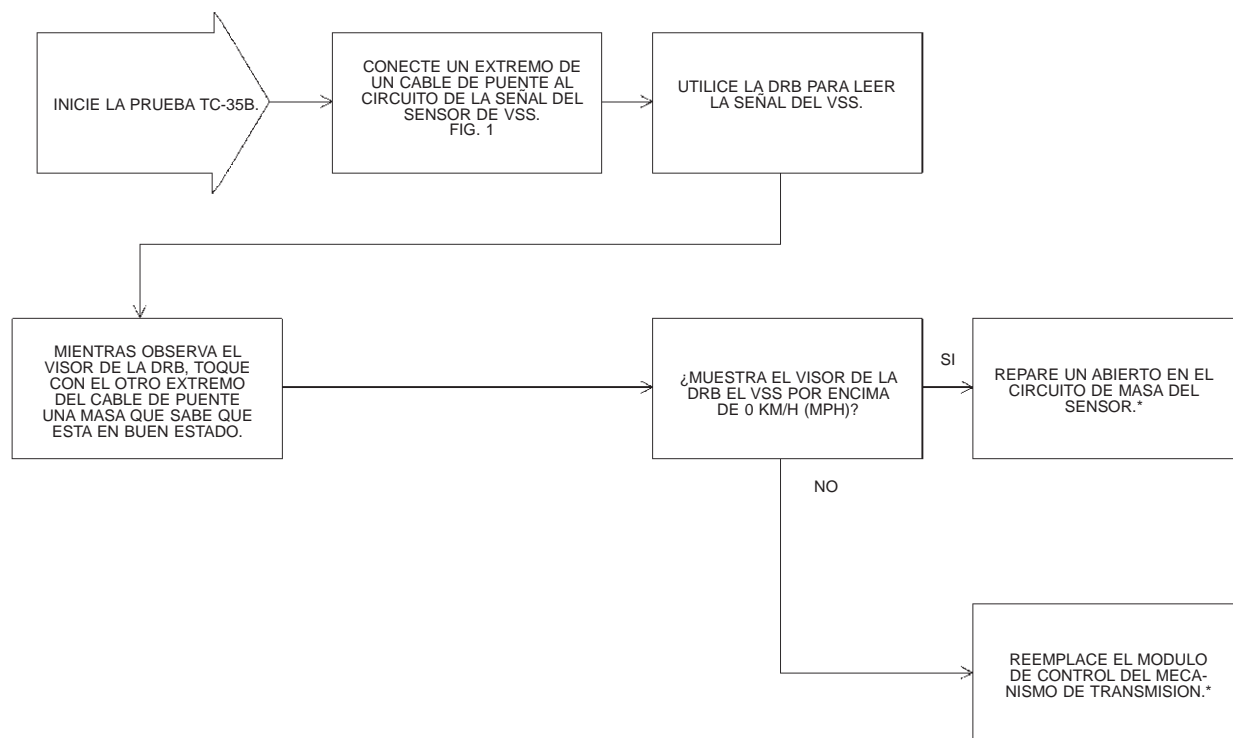 INICIE LA PRUEBA TC-35B.
CONECTE UN EXTREMO DE
UN CABLE DE PUENTE AL
CIRCUITO DE LA SEÑAL DEL
SENSOR DE VSS.
FIG. 1
UTILICE LA DRB PARA LEER
LA SEÑAL DEL VSS.
MIENTRAS OBSERVA EL
VISOR DE LA DRB, TOQUE
CON EL OTRO EXTREMO
DEL CABLE DE PUENTE
UNA MASA QUE SABE QUE
ESTA EN BUEN ESTADO.
¿MUESTRA EL VISOR DE LA
DRB EL VSS POR ENCIMA
DE 0 KM/H (MPH)?
SI
REPARE UN ABIERTO EN EL
CIRCUITO DE MASA DEL
SENSOR.*
NO
REEMPLACE EL MODULO
DE CONTROL DEL MECA-
NISMO DE TRANSMISION.*